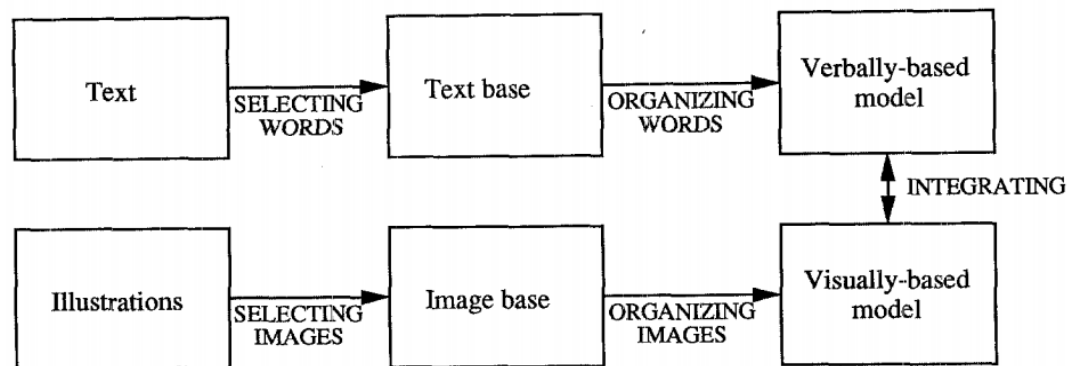 Text
SELECTING
WORDS
Text base
ORGANIZING
WORDS
Verbally-based
model
INTEGRATING
Illustrations
SELECTING
IMAGES
Image base
ORGANIZING
IMAGES
Visually-based
model